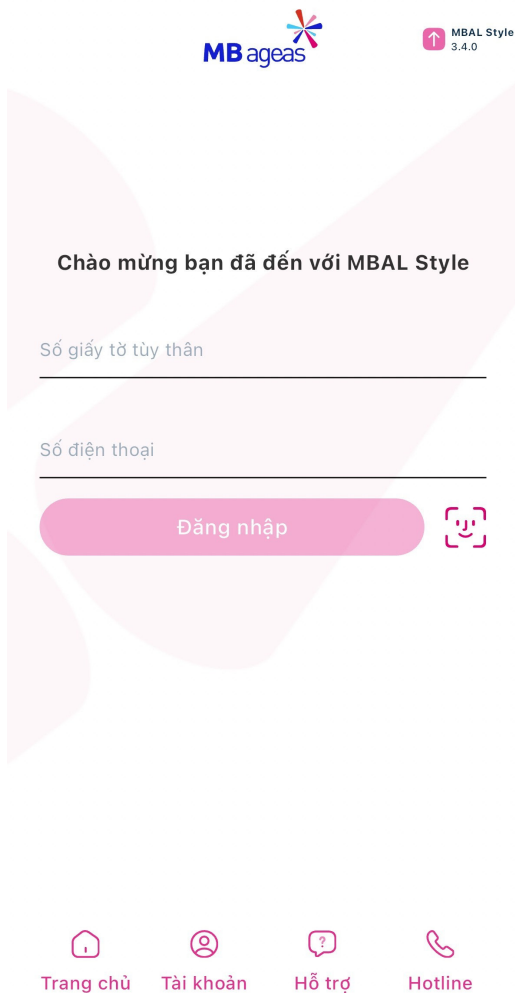 MB ageas
MBAL Style
3.4.0
Chào mừng bạn đã đến với MBAL Style
Số giấy tờ tùy thân
Số điện thoại
Đăng nhập
Trang chủ
Tài khoản
Hỗ trợ
Hotline